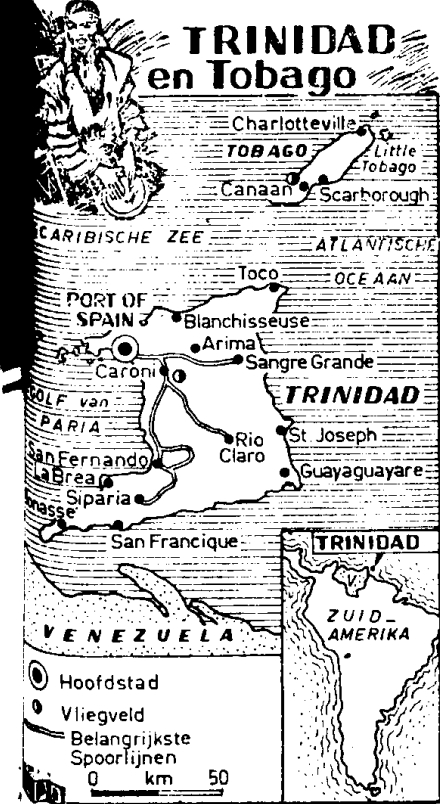 TRINIDAD
en Tobago
Charlotteville
TOBAGO
Little
Tobago
Canaan
Scarborough
CARIBISCHE ZEE
ATLANTISCHE
OCEAAN
Toco
PORT OF
SPAIN
Blanchisseuse
Arima
Caroni
Sangre Grande
GOLF van
PARIA
TRINIDAD
St. Joseph
Rio
Claro
San Fernando
La Brea
Guayaguayare
Siparia
San Francique
VENEZUELA
TRINIDAD
V.
ZUID_
AMERIKA
Hoofdstad
Vliegveld
Belangrijkste
Spoorlijnen
0 km 50